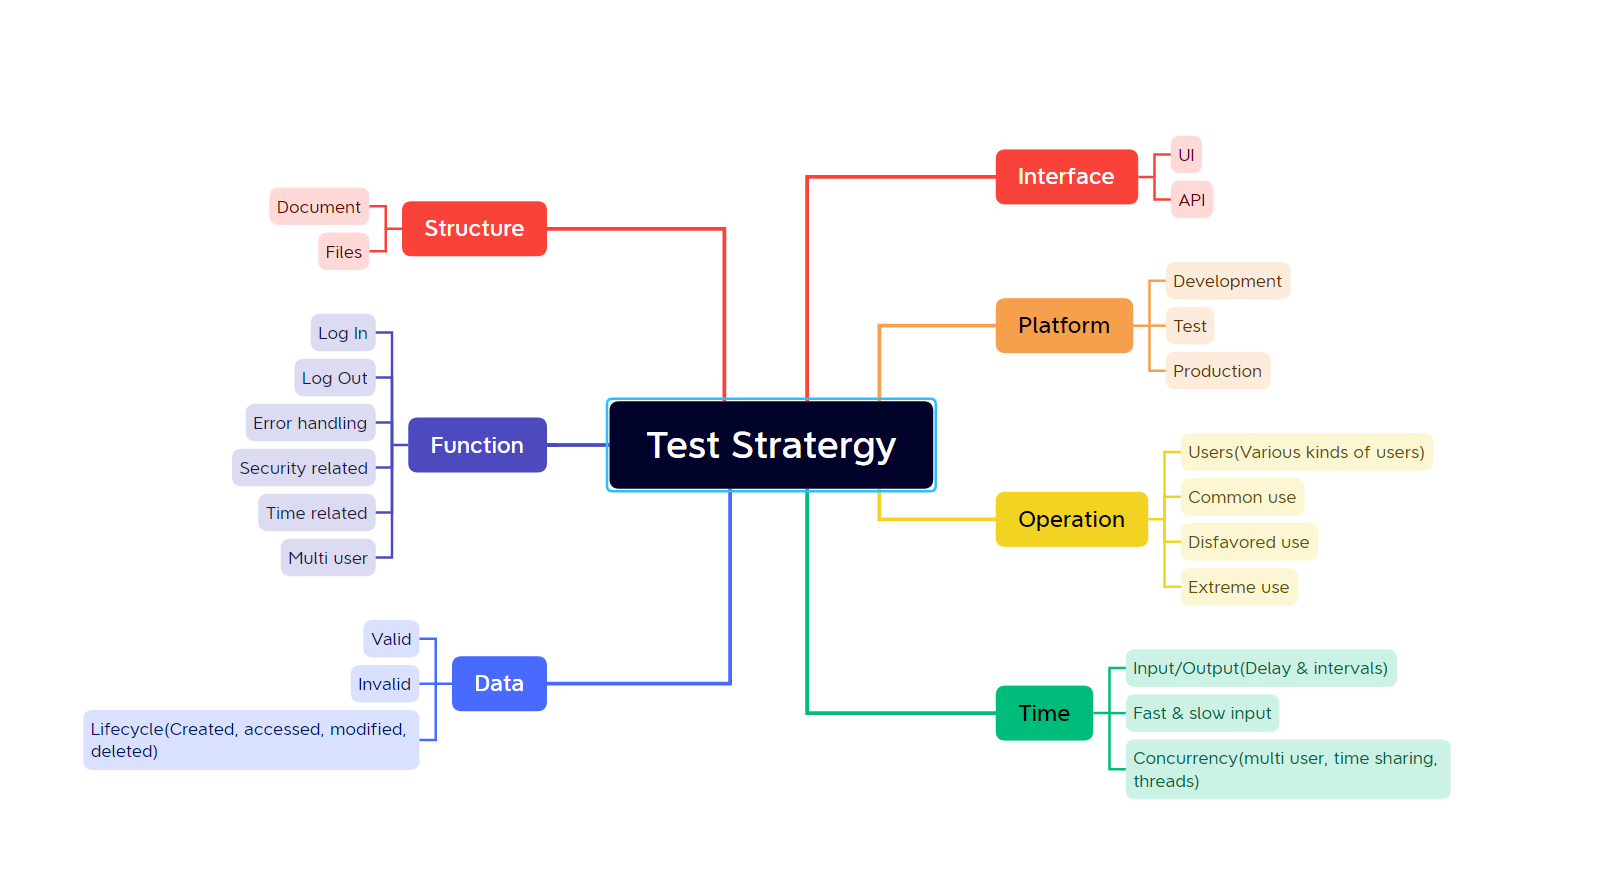 Test Stratergy
Interface
UI
API
Platform
Development
Test
Production
Operation
Users(Various kinds of users)
Common use
Disfavored use
Extreme use
Time
Input/Output(Delay & intervals)
Fast & slow input
Concurrency(multi user, time sharing,
threads)
Structure
Document
Files
Function
Log In
Log Out
Error handling
Security related
Time related
Multi user
Data
Valid
Invalid
Lifecycle(Created, accessed, modified,
deleted)